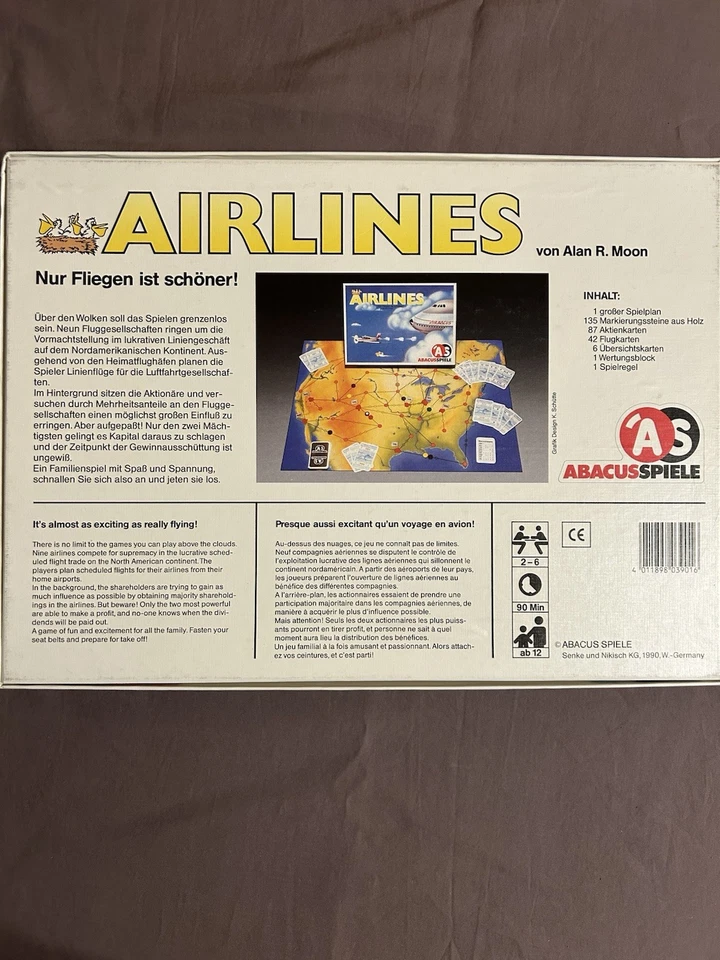 AIRLINES
von Alan R. Moon
Nur Fliegen ist schöner!
Über den Wolken soll das Spielen grenzenlos
sein. Neun Fluggesellschaften ringen um die
Vormachtstellung im lukrativen Liniengeschäft
auf dem Nordamerikanischen Kontinent. Aus-
gehend von den Heimatflughäfen planen die
Spieler Linienflüge für die Luftfahrtgesellschaf-
ten.
Im Hintergrund sitzen die Aktionäre und ver-
suchen durch Mehrheitsanteile an den Flugge-
sellschaften einen möglichst großen Einfluß zu
erringen. Aber aufgepaßt! Nur den zwei Mäch-
tigsten gelingt es Kapital daraus zu schlagen
und der Zeitpunkt der Gewinnausschüttung ist
ungewiß.
Ein Familienspiel mit Spaß und Spannung,
schnallen Sie sich also an und jeten sie los.
AIRLINES
AS
ABACUSSPIELE
Grafik Design K. Schütte
INHALT:
1 großer Spielplan
135 Markierungssteine aus Holz
87 Aktienkarten
42 Flugkarten
6 Übersichtskarten
1 Wertungsblock
1 Spielregel
AS
ABACUSSPIELE
It's almost as exciting as really flying!
There is no limit to the games you can play above the clouds.
Nine airlines compete for supremacy in the lucrative sched-
uled flight trade on the North American continent. The
players plan scheduled flights for their airlines from their
home airports.
In the background, the shareholders are trying to gain as
much influence as possible by obtaining majority sharehold-
ings in the airlines. But beware! Only the two most powerful
are able to make a profit, and no-one knows when the divi-
dends will be paid out.
A game of fun and excitement for all the family. Fasten your
seat belts and prepare for take off!
Presque aussi excitant qu'un voyage en avion!
Au-dessus des nuages, ce jeu ne connaît pas de limites.
Neuf compagnies aériennes se disputent le contrôle de
l'exploitation lucrative des lignes aériennes qui sillonnent le
continent nordaméricain. A partir des aéroports de leur pays,
les joueurs préparent l'ouverture de lignes aériennes au
bénéfice des différentes compagnies.
A l'arrière-plan, les actionnaires essaient de prendre une
participation majoritaire dans les compagnies aériennes, de
manière à acquérir le plus d'influence possible.
Mais attention! Seuls les deux actionnaires les plus puis-
sants pourront en tirer profit, et personne ne sait à quel
moment aura lieu la distribution des bénéfices.
Un jeu familial à la fois amusant et passionnant. Alors attach-
ez vos ceintures, et c'est parti!
2–6
90 Min
ab 12
CE
4 011898 039016
© ABACUS SPIELE
Senke und Nikisch KG, 1990, W.-Germany